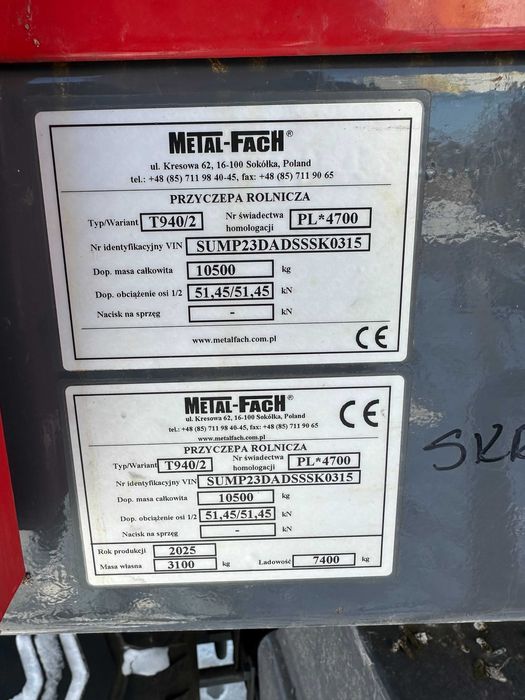 METAL-FACH®
ul. Kresowa 62, 16-100 Sokółka, Poland
tel.: +48 (85) 711 98 40-45, fax: +48 (85) 711 90 65
PRZYCZEPA ROLNICZA
Typ/Wariant T940/2 Nr świadectwa homologacji PL*4700
Nr identyfikacyjny VIN SUMP23DADSSSK0315
Dop. masa całkowita 10500 kg
Dop. obciążenie osi 1/2 51,45/51,45 kN
Nacisk na sprzęg - kN
www.metalfach.com.pl CE
METAL-FACH® CE
ul. Kresowa 62, 16-100 Sokółka, Poland
tel.: +48 (85) 711 98 40-45, fax: +48 (85) 711 90 65
www.metalfach.com.pl
PRZYCZEPA ROLNICZA
Typ/Wariant T940/2 Nr świadectwa homologacji PL*4700
Nr identyfikacyjny VIN SUMP23DADSSSK0315
Dop. masa całkowita 10500 kg
Dop. obciążenie osi 1/2 51,45/51,45 kN
Nacisk na sprzęg - kN
Rok produkcji 2025
Masa własna 3100 kg Ładowość 7400 kg